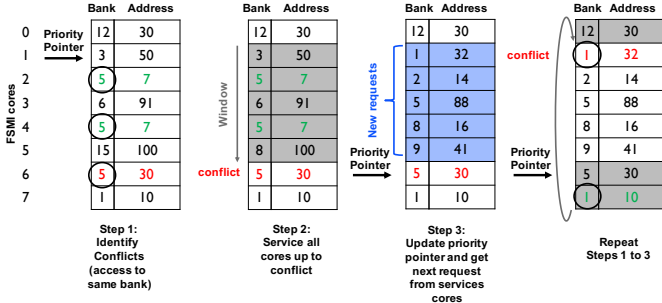 Bank Address
Bank Address
Bank Address
Bank Address
FSMI cores
0
1
2
3
4
5
6
7
Priority
Pointer
12 30
3 50
5 7
6 91
5 7
15 100
5 30
1 10
Step 1:
Identify
Conflicts
(access to
same bank)
Window
conflict
12 30
3 50
5 7
6 91
5 7
8 100
5 30
1 10
Step 2:
Service all
cores up to
conflict
Priority
Pointer
New requests
12 30
1 32
2 14
5 88
8 16
9 41
5 30
1 10
Step 3:
Update priority
pointer and get
next request
from services
cores
conflict
Priority
Pointer
12 30
1 32
2 14
5 88
8 16
9 41
5 30
1 10
Repeat
Steps 1 to 3